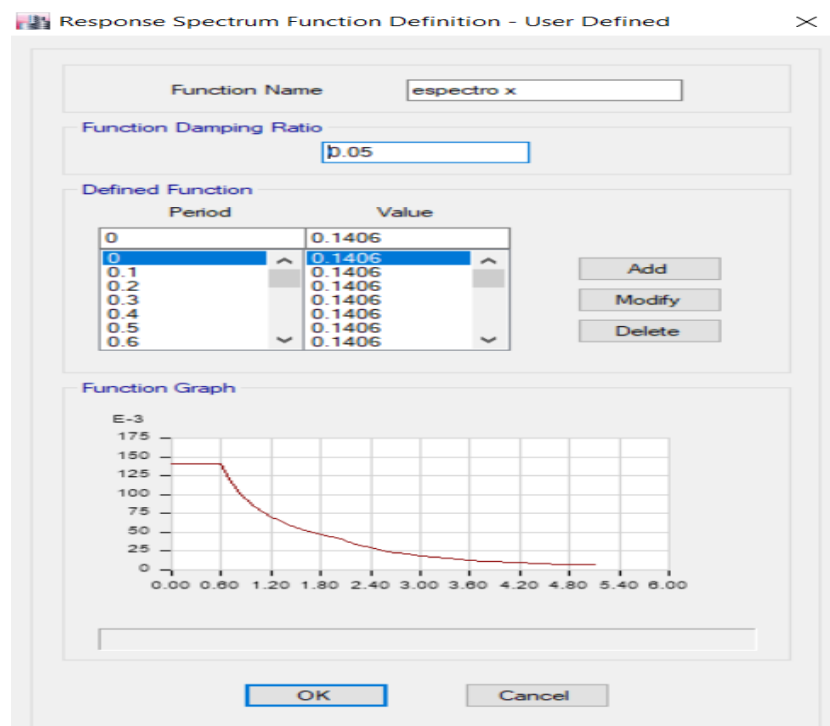 Response Spectrum Function Definition - User Defined
Function Name espectro x
Function Damping Ratio
0.05
Defined Function
Period Value
0 0.1406
0 0.1406
0.1 0.1406
0.2 0.1406
0.3 0.1406
0.4 0.1406
0.5 0.1406
0.6 0.1406
Add
Modify
Delete
Function Graph
E-3
175
150
125
100
75
50
25
0
0.00 0.60 1.20 1.80 2.40 3.00 3.60 4.20 4.80 5.40 6.00
OK Cancel